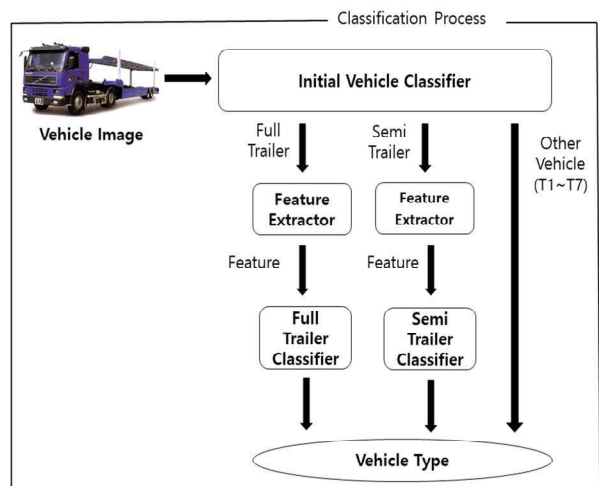 Classification Process
Initial Vehicle Classifier
Vehicle Image
Full
Trailer
Semi
Trailer
Other
Vehicle
(T1~T7)
Feature
Extractor
Feature
Extractor
Feature
Feature
Full
Trailer
Classifier
Semi
Trailer
Classifier
Vehicle Type